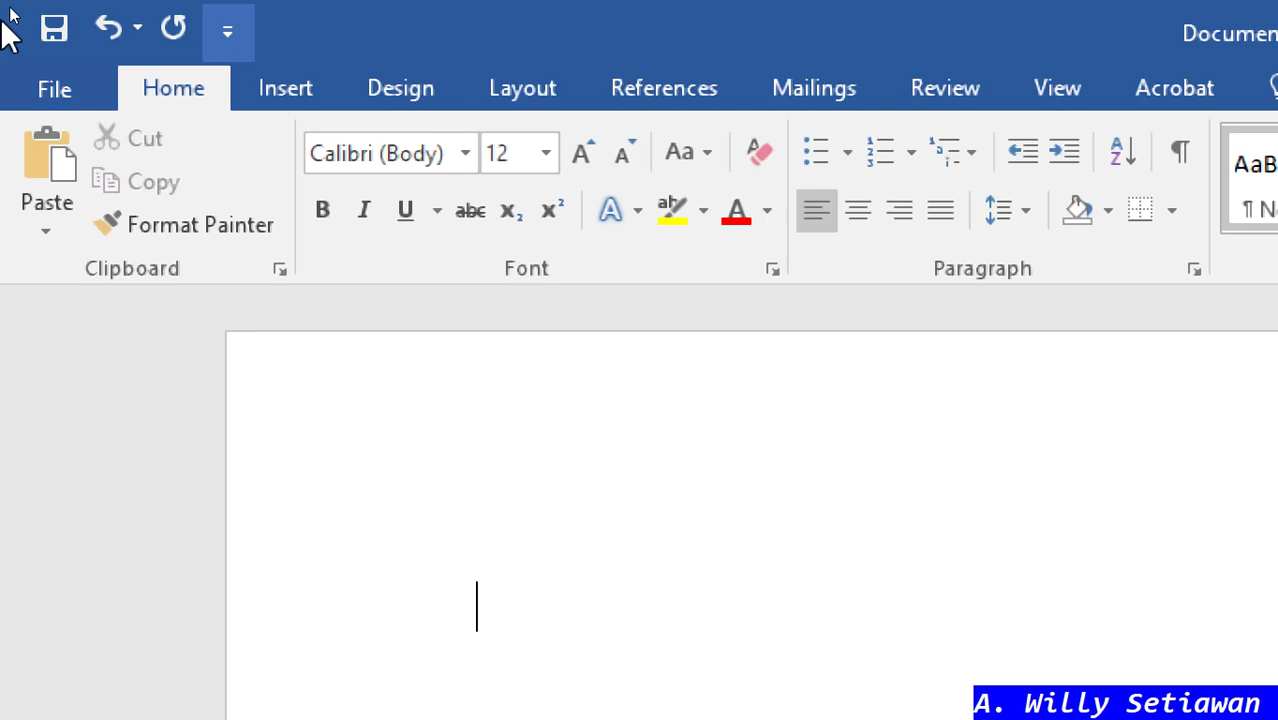 Documen
File Home Insert Design Layout References Mailings Review View Acrobat
Cut
Copy
Format Painter
Paste
Calibri (Body) 12 A A Aa A
B I U abc x₂ x² A ab A
A Z ¶
AaB
¶ N
Clipboard Font Paragraph
A. Willy Setiawan